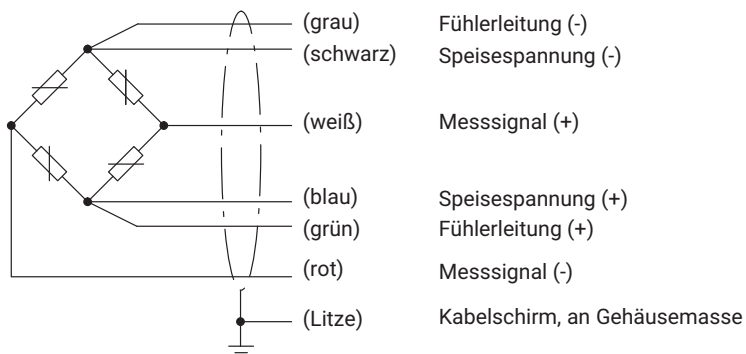 (grau) Fühlerleitung (-)
(schwarz) Speisespannung (-)
(weiß) Messsignal (+)
(blau) Speisespannung (+)
(grün) Fühlerleitung (+)
(rot) Messsignal (-)
(Litze) Kabelschirm, an Gehäusemasse